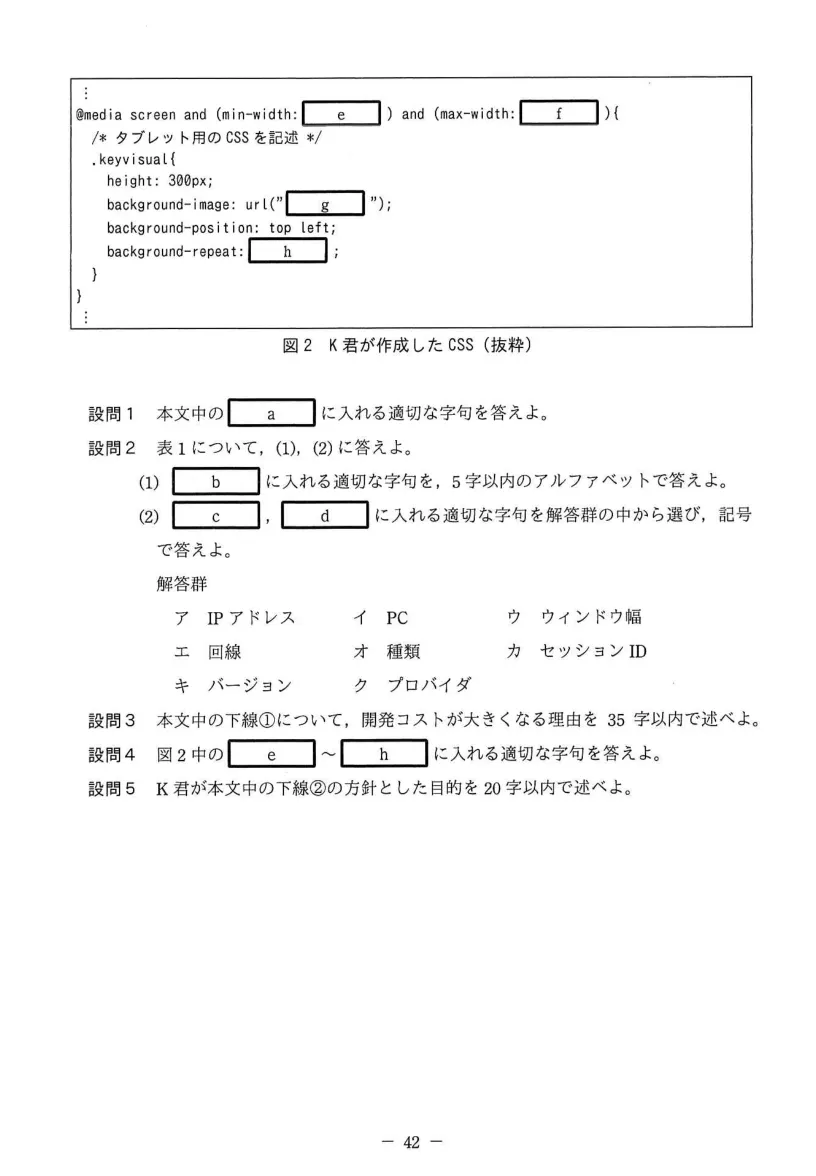 ⋮
@media screen and (min-width: e ) and (max-width: f ){
/* タブレット用の CSS を記述 */
.keyvisual{
height: 300px;
background-image: url(” g ”);
background-position: top left;
background-repeat: h ;
}
}
⋮
図2 K 君が作成した CSS（抜粋）
設問1 本文中の a に入れる適切な字句を答えよ。
設問2 表1について，(1)，(2) に答えよ。
(1) b に入れる適切な字句を，5 字以内のアルファベットで答えよ。
(2) c ， d に入れる適切な字句を解答群の中から選び，記号
で答えよ。
解答群
ア IP アドレス イ PC ウ ウィンドウ幅
エ 回線 オ 種類 カ セッション ID
キ バージョン ク プロバイダ
設問3 本文中の下線①について，開発コストが大きくなる理由を 35 字以内で述べよ。
設問4 図2中の e ～ h に入れる適切な字句を答えよ。
設問5 K 君が本文中の下線②の方針とした目的を 20 字以内で述べよ。
－ 42 －